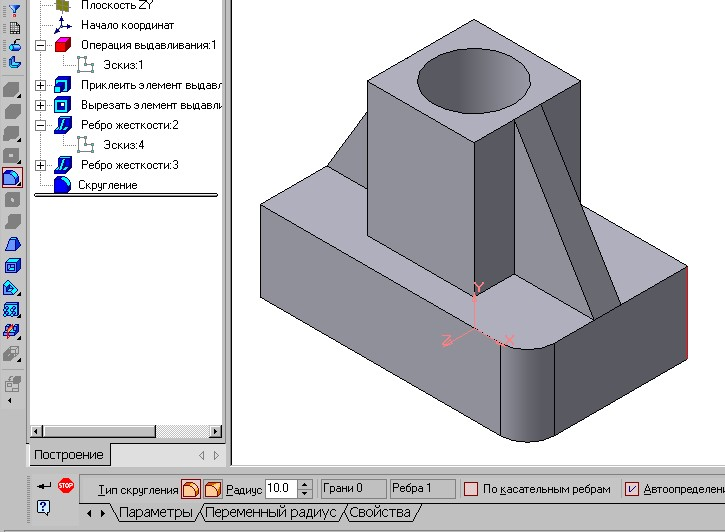 Плоскость ZY
Начало координат
Операция выдавливания:1
Эскиз:1
Приклеить элемент выдавл
Вырезать элемент выдавли
Ребро жесткости:2
Эскиз:4
Ребро жесткости:3
Скругление
Y
Z
X
Построение
STOP
Тип скругления Радиус 10.0 Грани 0 Ребра 1 По касательным ребрам Автоопределени
Параметры Переменный радиус Свойства